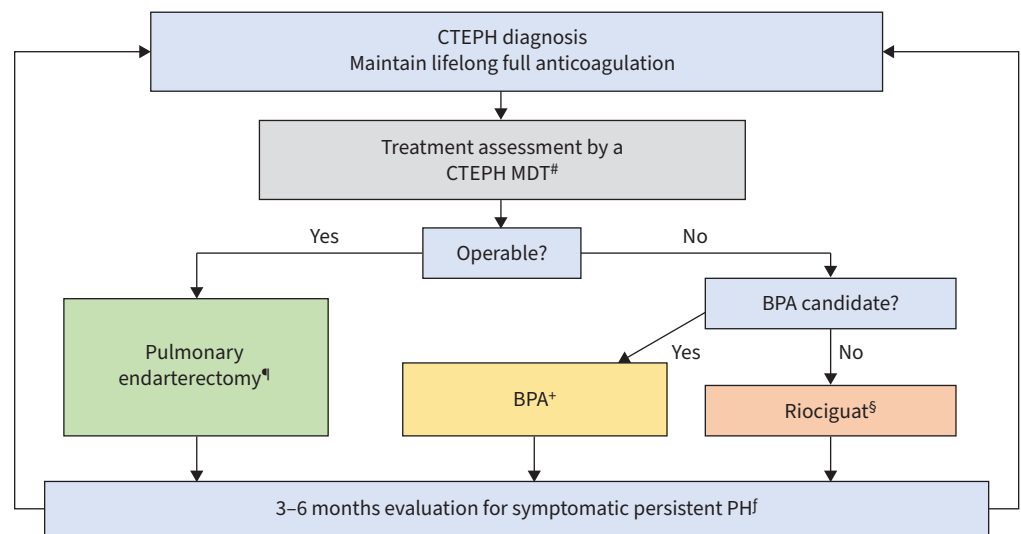 CTEPH diagnosis
Maintain lifelong full anticoagulation
Treatment assessment by a
CTEPH MDT#
Yes
Operable?
No
BPA candidate?
Pulmonary
endarterectomy¶
Yes
No
BPA+
Riociguat§
3–6 months evaluation for symptomatic persistent PHƒ